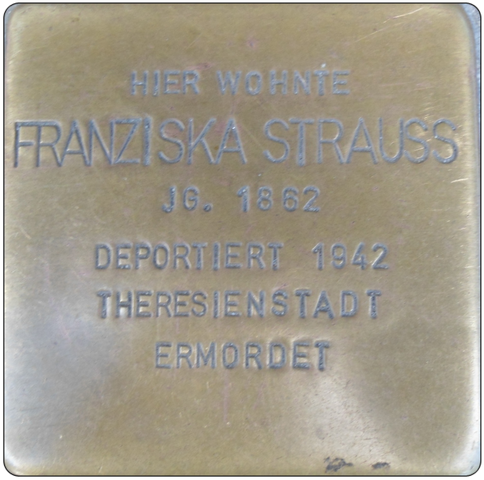 HIER WOHNTE
FRANZISKA STRAUSS
JG. 1862
DEPORTIERT 1942
THERESIENSTADT
ERMORDET